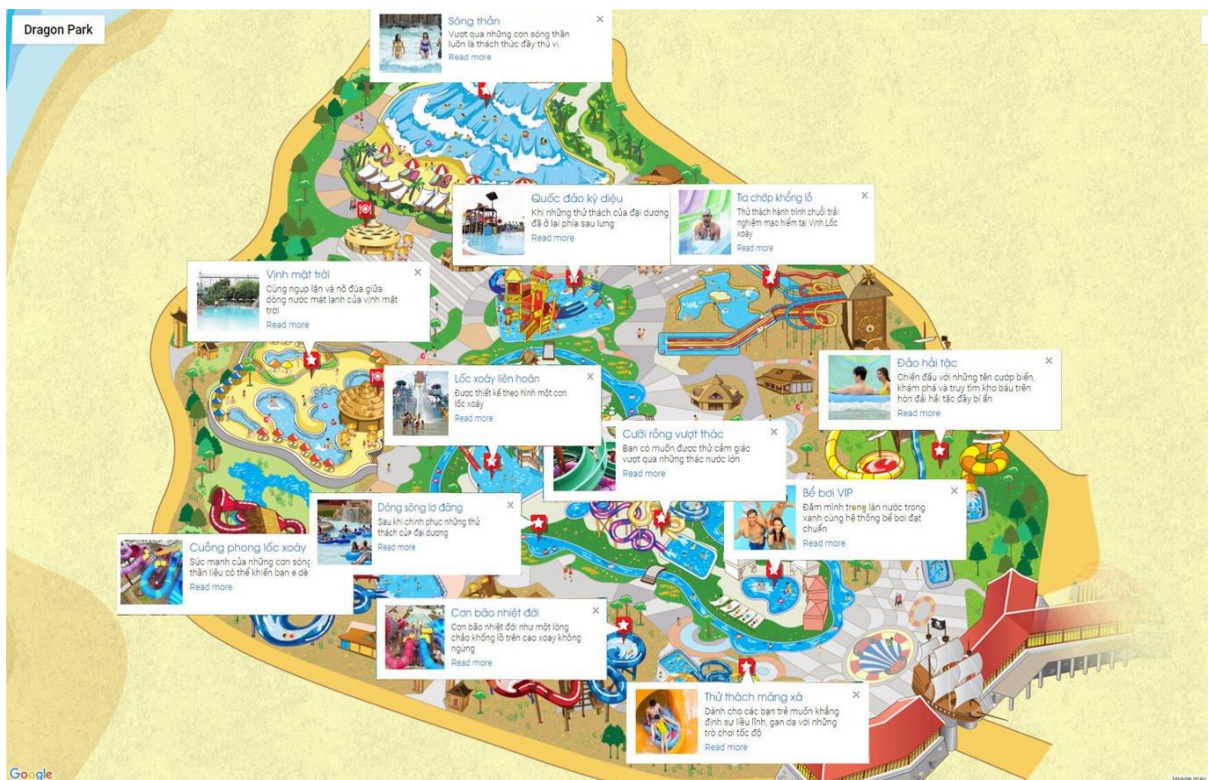 Dragon Park
Sóng thần
Vượt qua những cơn sóng thần
luôn là thách thức đầy thú vị.
Read more
Quốc đảo kỳ diệu
Khi những thử thách của đại dương
đã ở lại phía sau lưng
Read more
Tia chớp khổng lồ
Thử thách hành trình chuỗi trải
nghiệm mạo hiểm tại Vịnh Lốc
xoáy
Read more
Vịnh mặt trời
Cùng ngụp lặn và nô đùa giữa
dòng nước mát lạnh của vịnh mặt
trời
Read more
Đảo hải tặc
Chiến đấu với những tên cướp biển,
khám phá và truy tìm kho báu trên
hòn đải hải tặc đầy bí ẩn
Read more
Lốc xoáy liên hoàn
Được thiết kế theo hình một cơn
lốc xoáy
Read more
Cưỡi rồng vượt thác
Bạn có muốn được thử cảm giác
vượt qua những thác nước lớn
Read more
Bể bơi VIP
Đắm mình trong làn nước trong
xanh cùng hệ thống bể bơi đạt
chuẩn
Read more
Dòng sông lơ đãng
Sau khi chinh phục những thử
thách của đại dương
Read more
Cuồng phong lốc xoáy
Sức mạnh của những cơn sóng
thần liệu có thể khiến bạn e dè
Read more
Cơn bão nhiệt đới
Cơn bão nhiệt đới như một lòng
chảo khổng lồ trên cao xoay không
ngừng
Read more
Thử thách mãng xà
Dành cho các bạn trẻ muốn khẳng
định sự liều lĩnh, gan dạ với những
trò chơi tốc độ
Read more
Google
Image may